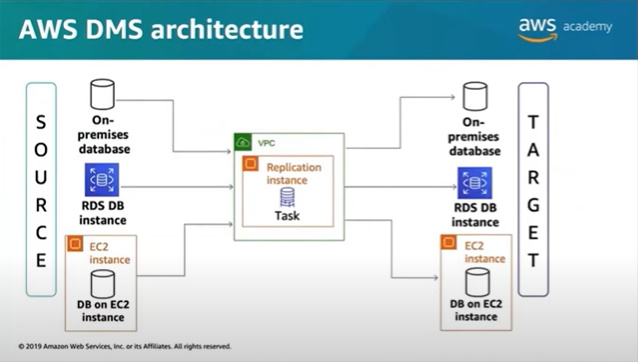 AWS DMS architecture
aws academy
SOURCE
On-
premises
database
RDS DB
instance
EC2
instance
DB on EC2
instance
VPC
Replication
instance
Task
On-
premises
database
RDS DB
instance
EC2
instance
DB on EC2
instance
TARGET
© 2019 Amazon Web Services, Inc. or its Affiliates. All rights reserved.